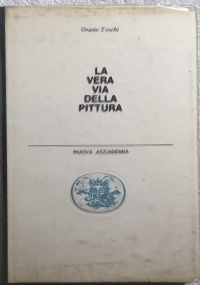 Orazio Toschi
LA
VERA
VIA
DELLA
PITTURA
NUOVA ACCADEMIA